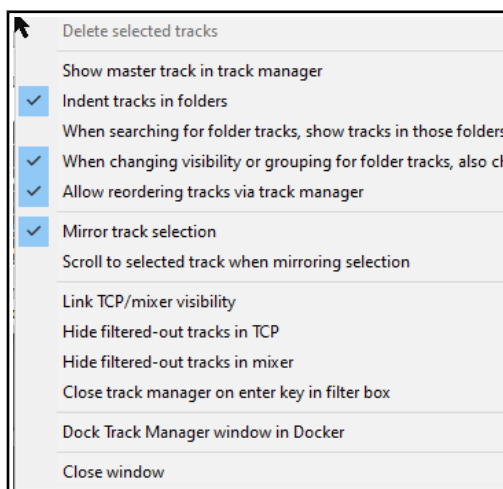 Delete selected tracks
Show master track in track manager
Indent tracks in folders
When searching for folder tracks, show tracks in those folders
When changing visibility or grouping for folder tracks, also
Allow reordering tracks via track manager
Mirror track selection
Scroll to selected track when mirroring selection
Link TCP/mixer visibility
Hide filtered-out tracks in TCP
Hide filtered-out tracks in mixer
Close track manager on enter key in filter box
Dock Track Manager window in Docker
Close window